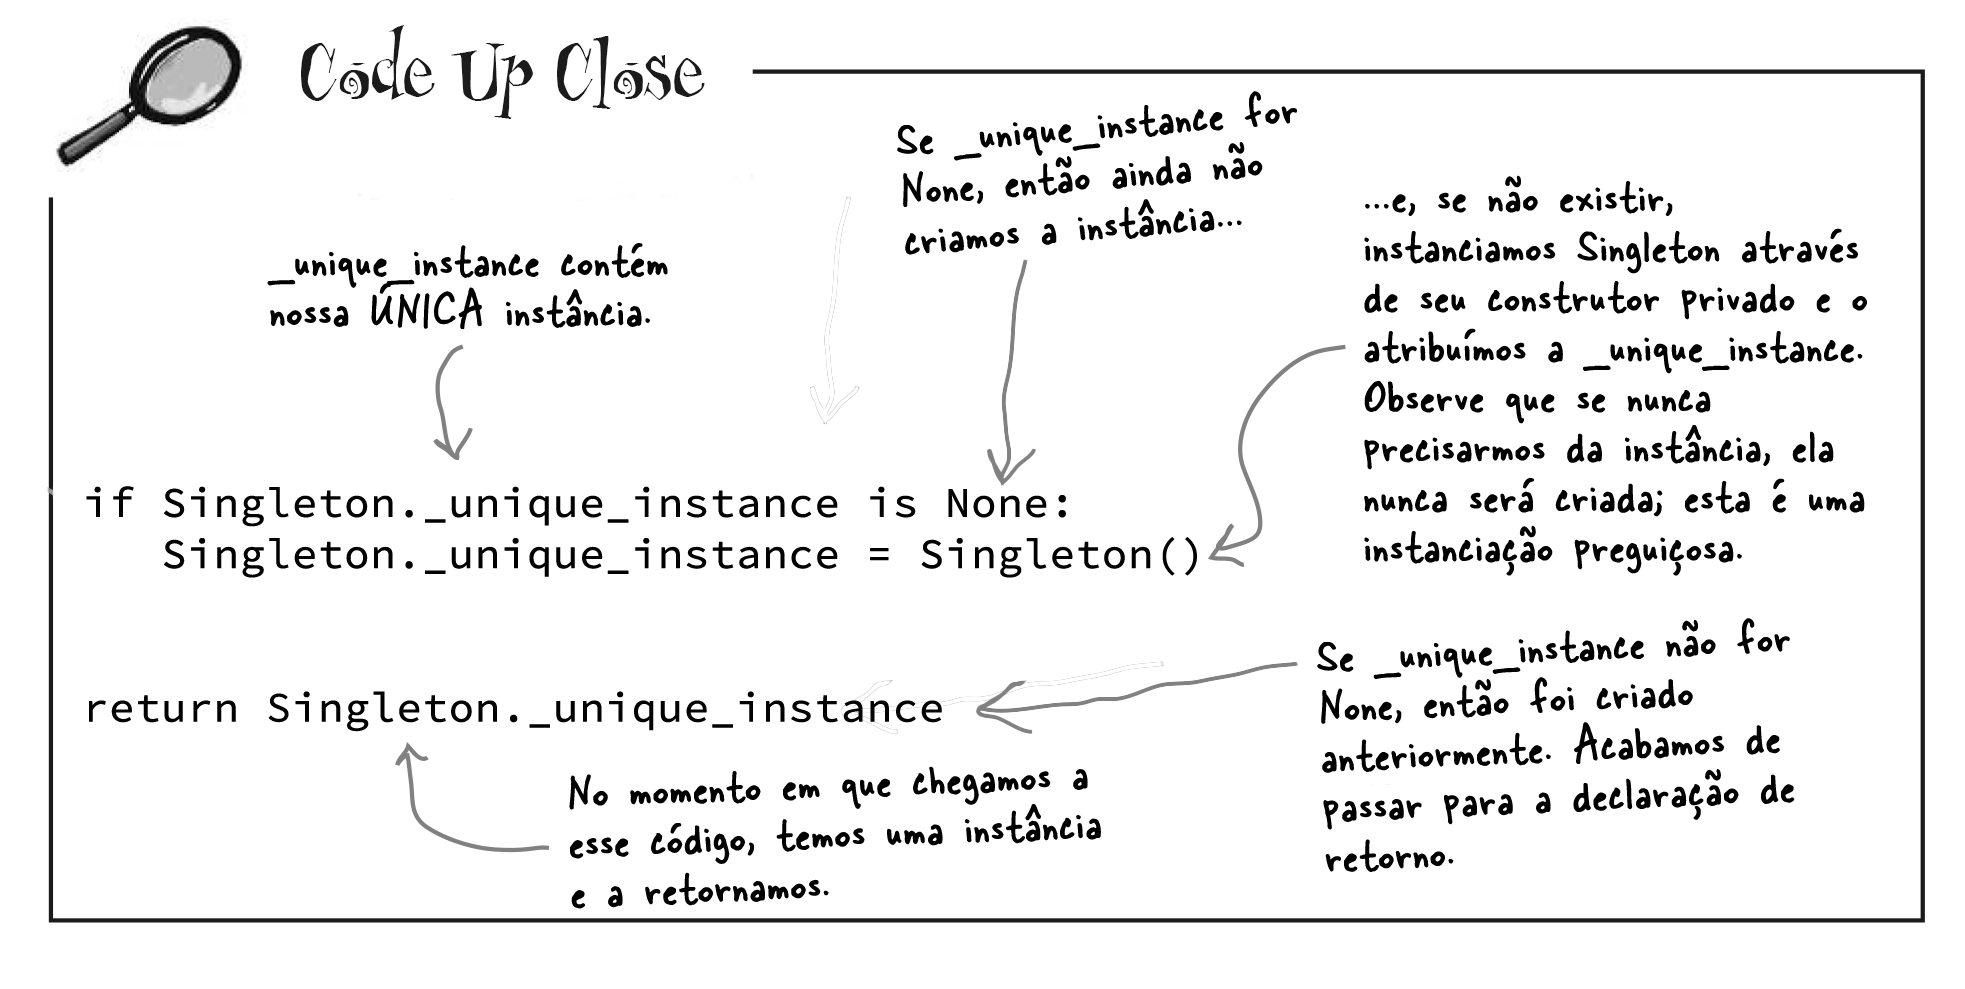 Code Up Close
Se _unique_instance for
None, então ainda não
criamos a instância...
...e, se não existir,
instanciamos Singleton através
de seu construtor privado e o
atribuímos a _unique_instance.
Observe que se nunca
precisarmos da instância, ela
nunca será criada; esta é uma
instanciação preguiçosa.
_unique_instance contém
nossa ÚNICA instância.
if Singleton._unique_instance is None:
Singleton._unique_instance = Singleton()
return Singleton._unique_instance
Se _unique_instance não for
None, então foi criado
anteriormente. Acabamos de
passar para a declaração de
retorno.
No momento em que chegamos a
esse código, temos uma instância
e a retornamos.